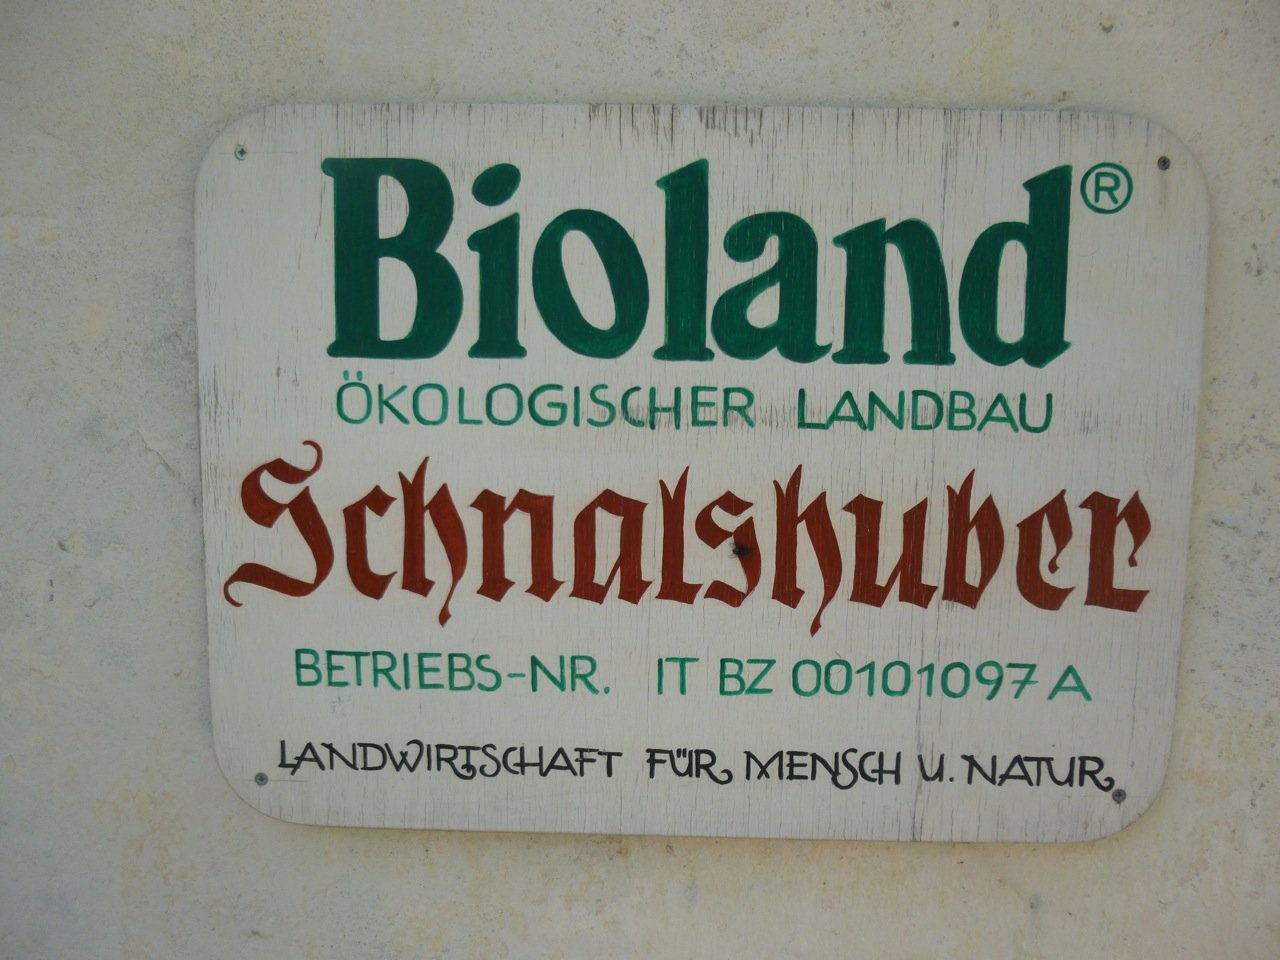 Bioland®
ÖKOLOGISCHER LANDBAU
Schnalshuber
BETRIEBS-NR. IT BZ 00101097 A
LANDWIRTSCHAFT FÜR MENSCH U. NATUR